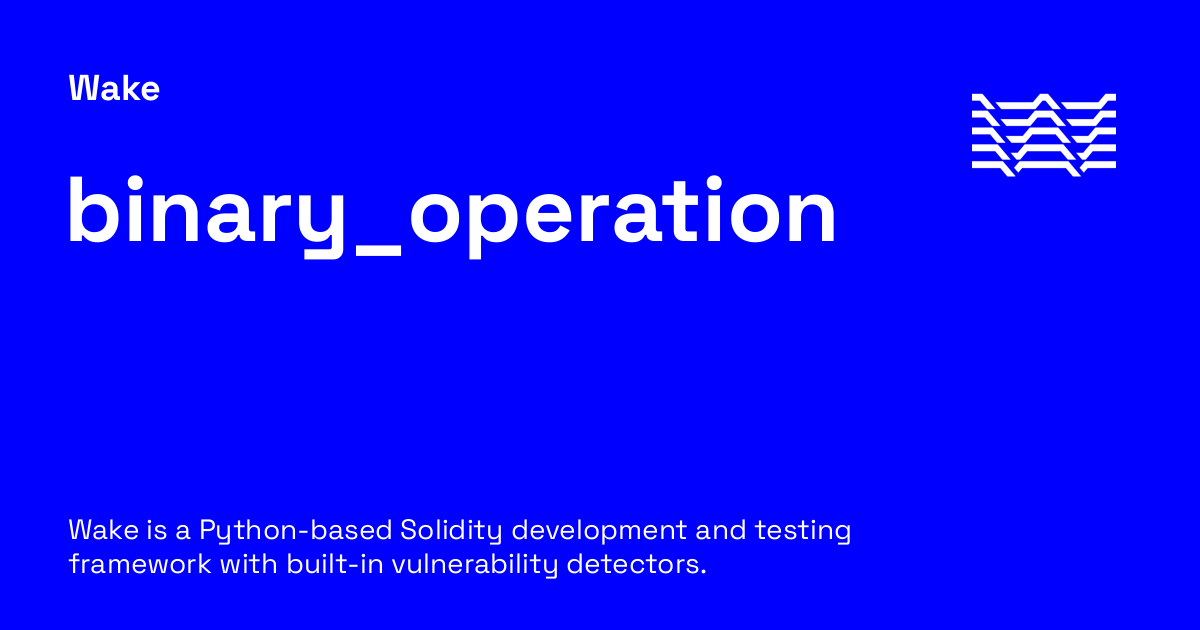 Wake
binary_operation
Wake is a Python-based Solidity development and testing
framework with built-in vulnerability detectors.